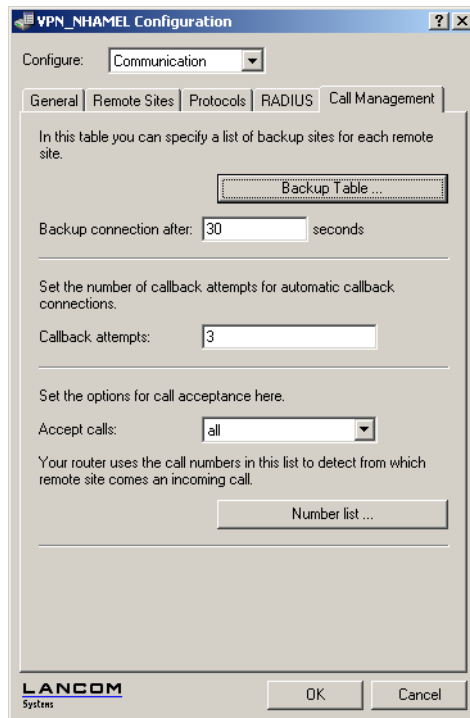 VPN_NHAMEL Configuration
Configure: Communication
General Remote Sites Protocols RADIUS Call Management
In this table you can specify a list of backup sites for each remote
site.
Backup Table ...
Backup connection after: 30 seconds
Set the number of callback attempts for automatic callback
connections.
Callback attempts: 3
Set the options for call acceptance here.
Accept calls: all
Your router uses the call numbers in this list to detect from which
remote site comes an incoming call.
Number list ...
LANCOM
Systems
OK Cancel